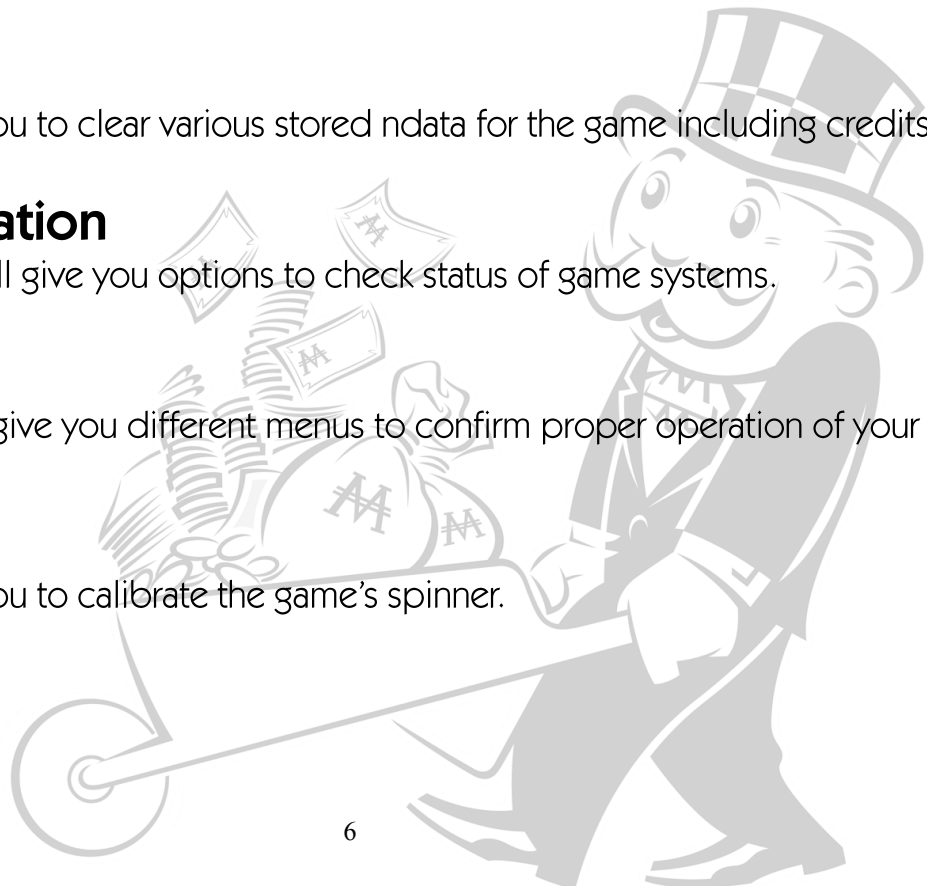 ou to clear various stored ndata for the game including credits
ation
ll give you options to check status of game systems.
give you different menus to confirm proper operation of your
ou to calibrate the game’s spinner.
6